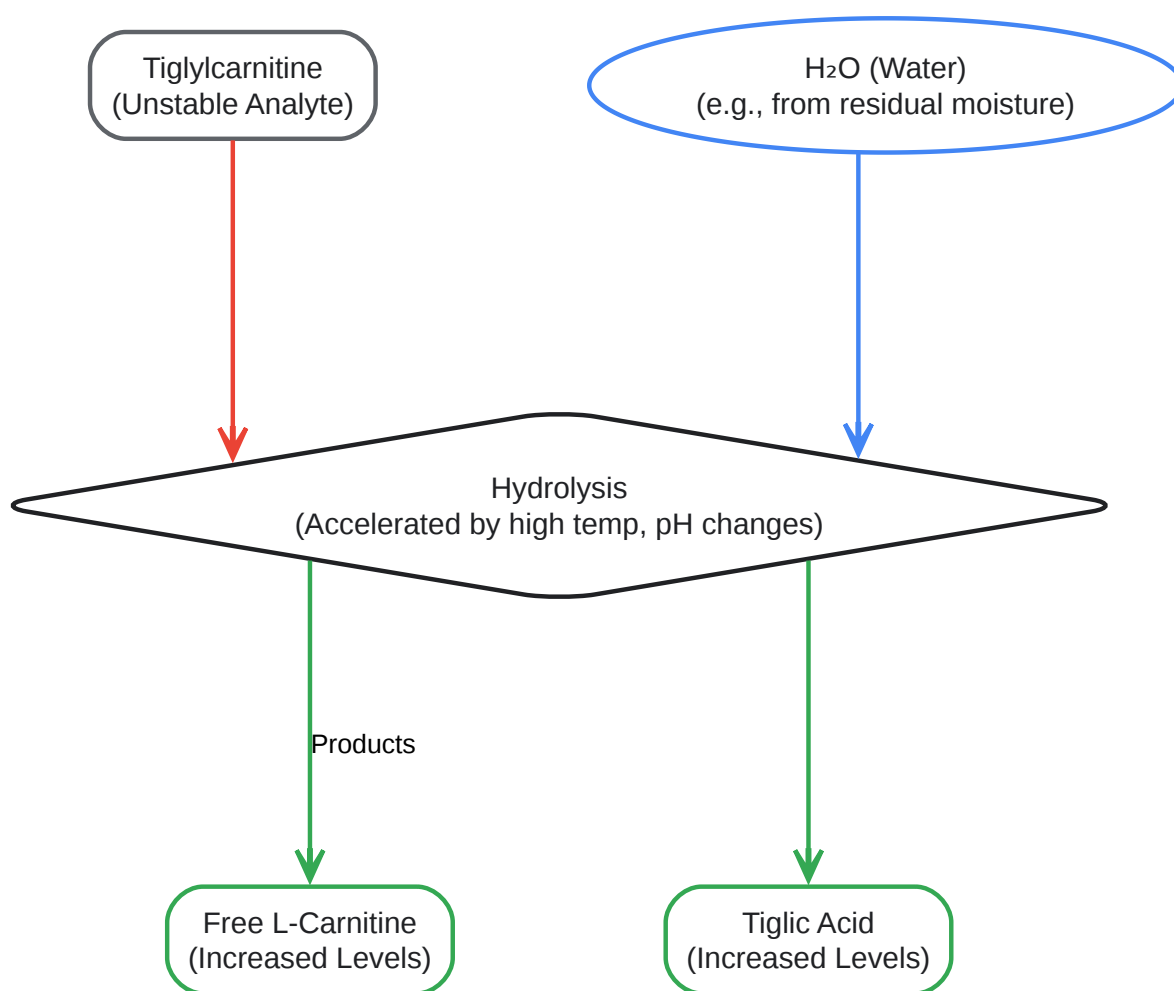 Tiglylcarnitine
(Unstable Analyte)
H₂O (Water)
(e.g., from residual moisture)
Hydrolysis
(Accelerated by high temp, pH changes)
Products
Free L-Carnitine
(Increased Levels)
Tiglic Acid
(Increased Levels)